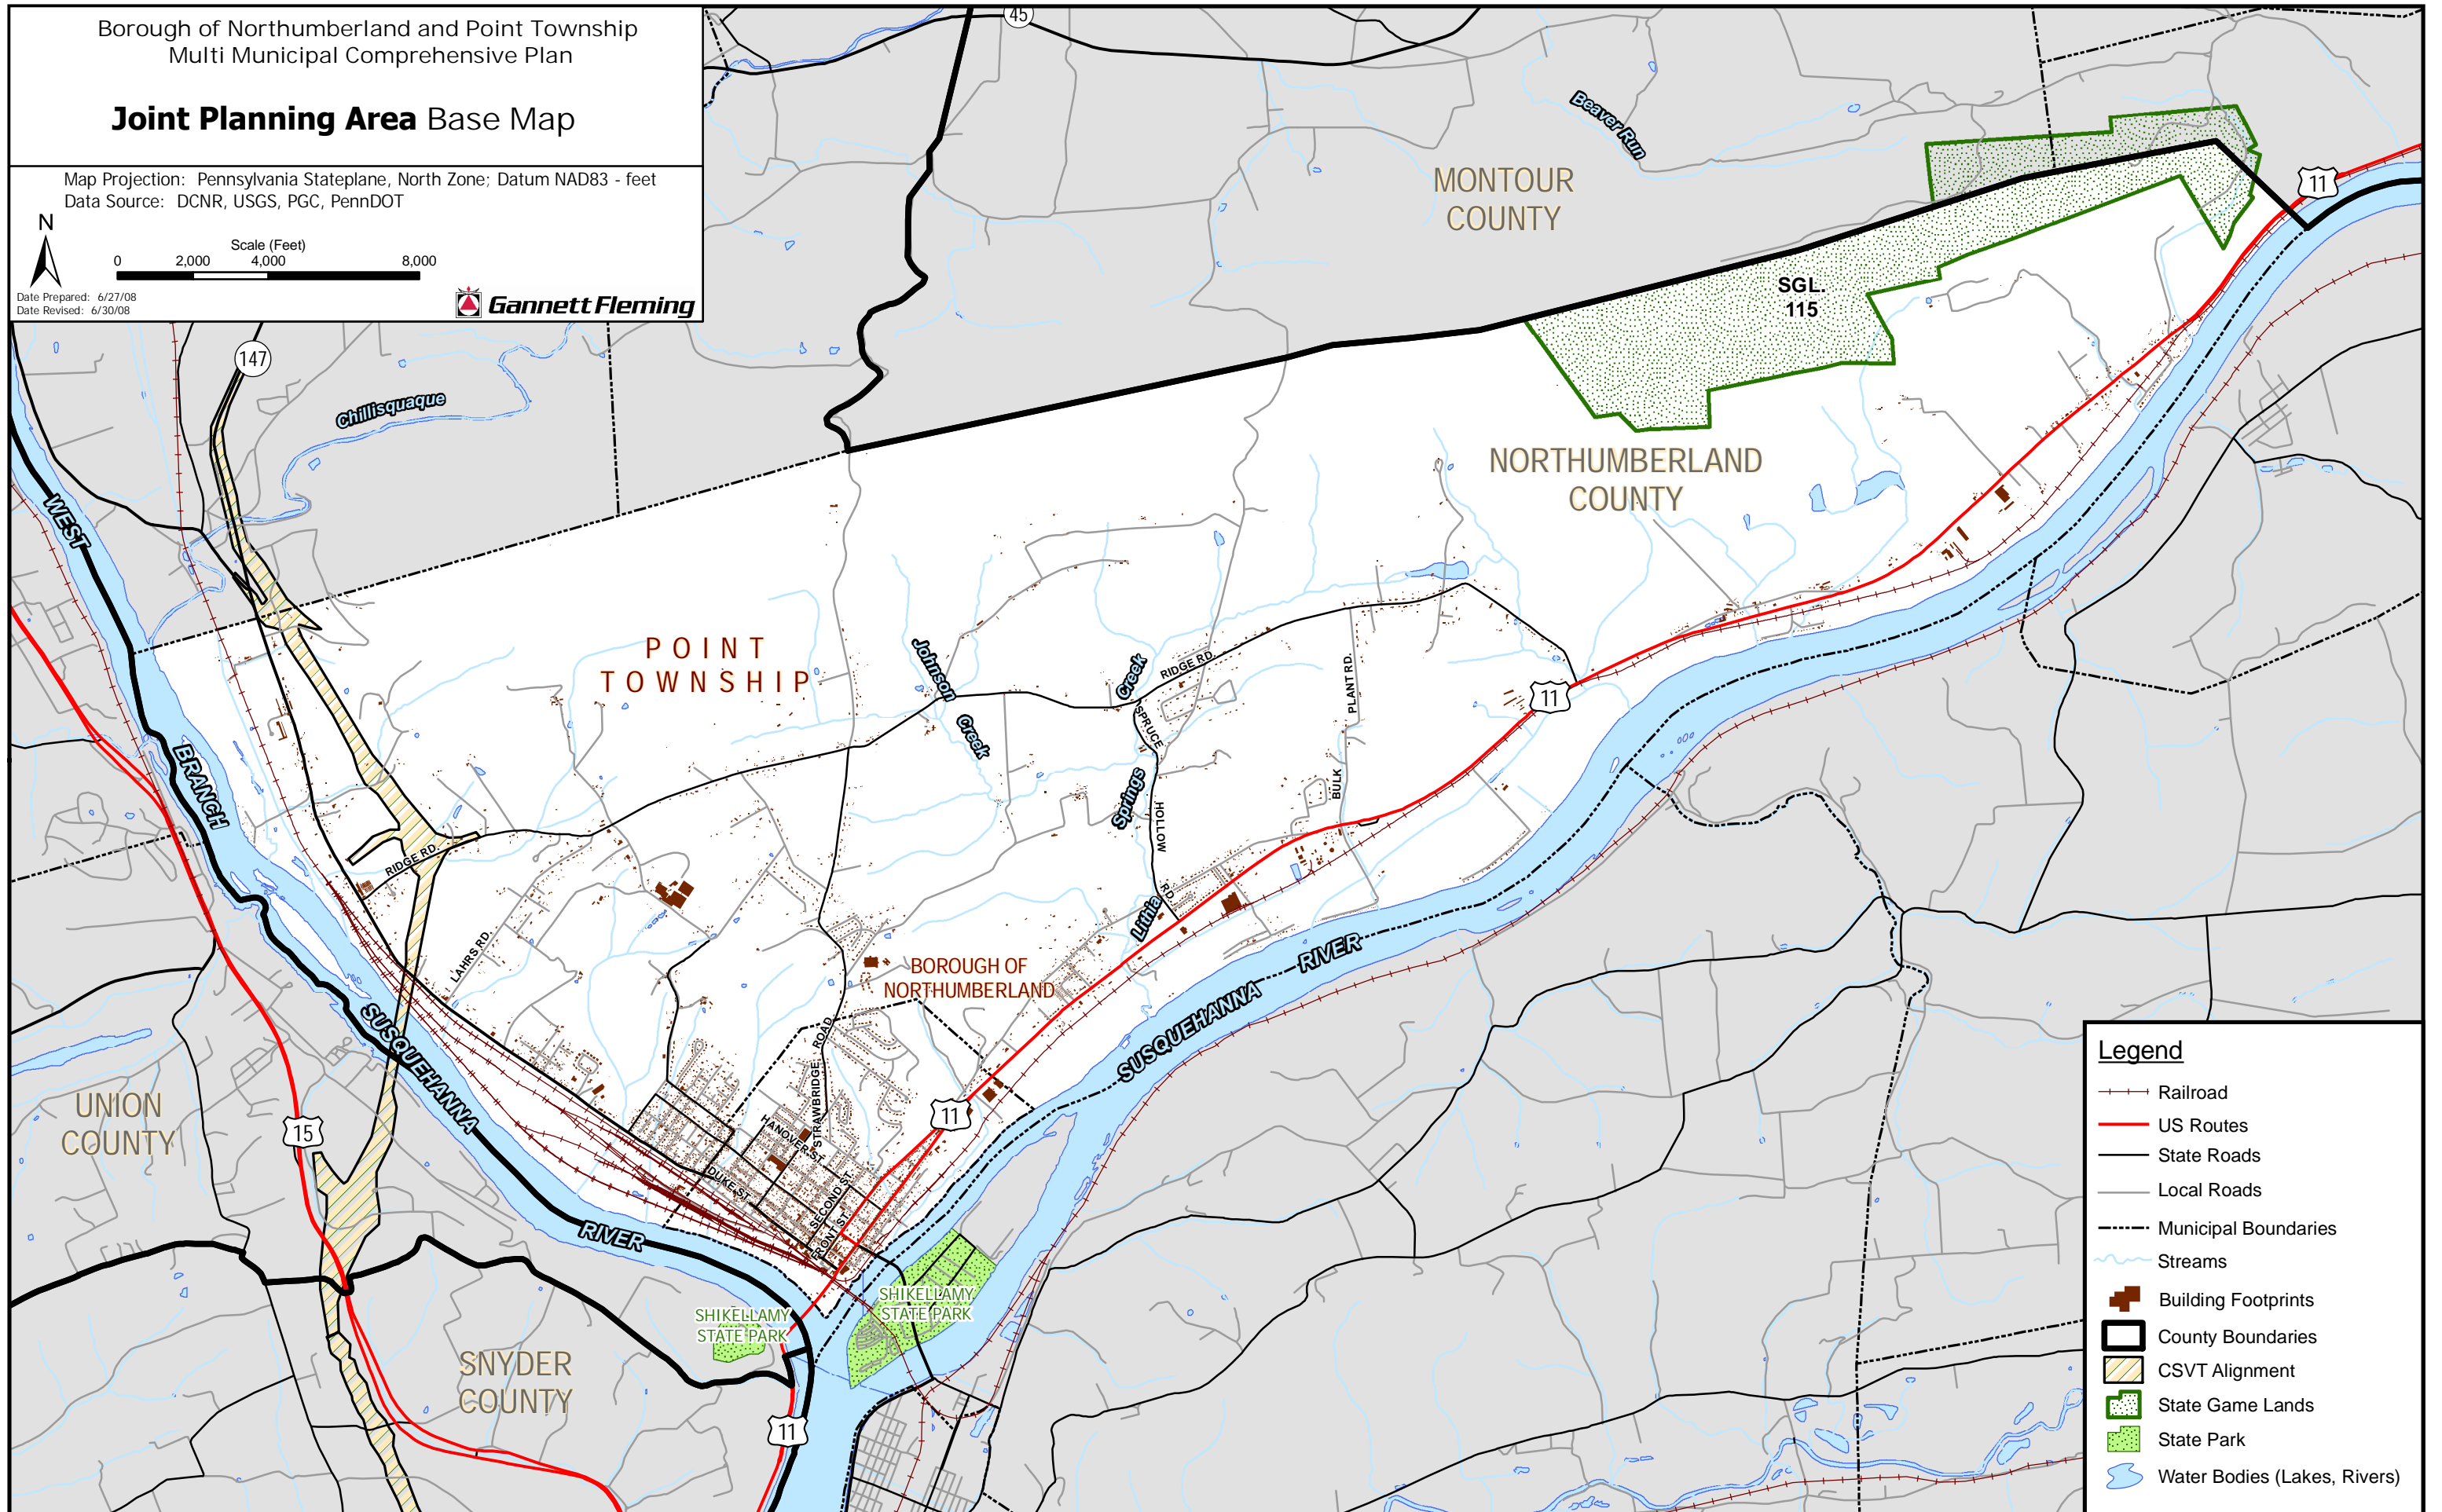 Borough of Northumberland and Point Township
Multi Municipal Comprehensive Plan
Joint Planning Area Base Map
Map Projection: Pennsylvania Stateplane, North Zone; Datum NAD83 - feet
Data Source: DCNR, USGS, PGC, PennDOT
N
Scale (Feet)
0 2,000 4,000 8,000
Date Prepared: 6/27/08
Date Revised: 6/30/08
Gannett Fleming
45
Beaver Run
MONTOUR
COUNTY
11
SGL.
115
147
Chillisquaque
NORTHUMBERLAND
COUNTY
WEST
BRANCH
SUSQUEHANNA
RIVER
POINT
TOWNSHIP
Johnson
Creek
Creek
Springs
Lithia
RIDGE RD.
SPRUCE
HOLLOW
RD.
PLANT RD.
BULK
11
RIDGE RD.
LAHRS RD.
BOROUGH OF
NORTHUMBERLAND
SUSQUEHANNA
RIVER
STRAWBRIDGE
ROAD
11
HANOVER ST.
DUKE ST.
SECOND ST.
FRONT ST.
UNION
COUNTY
15
SHIKELLAMY
STATE PARK
SHIKELLAMY
STATE PARK
SNYDER
COUNTY
11
Legend
Railroad
US Routes
State Roads
Local Roads
Municipal Boundaries
Streams
Building Footprints
County Boundaries
CSVT Alignment
State Game Lands
State Park
Water Bodies (Lakes, Rivers)